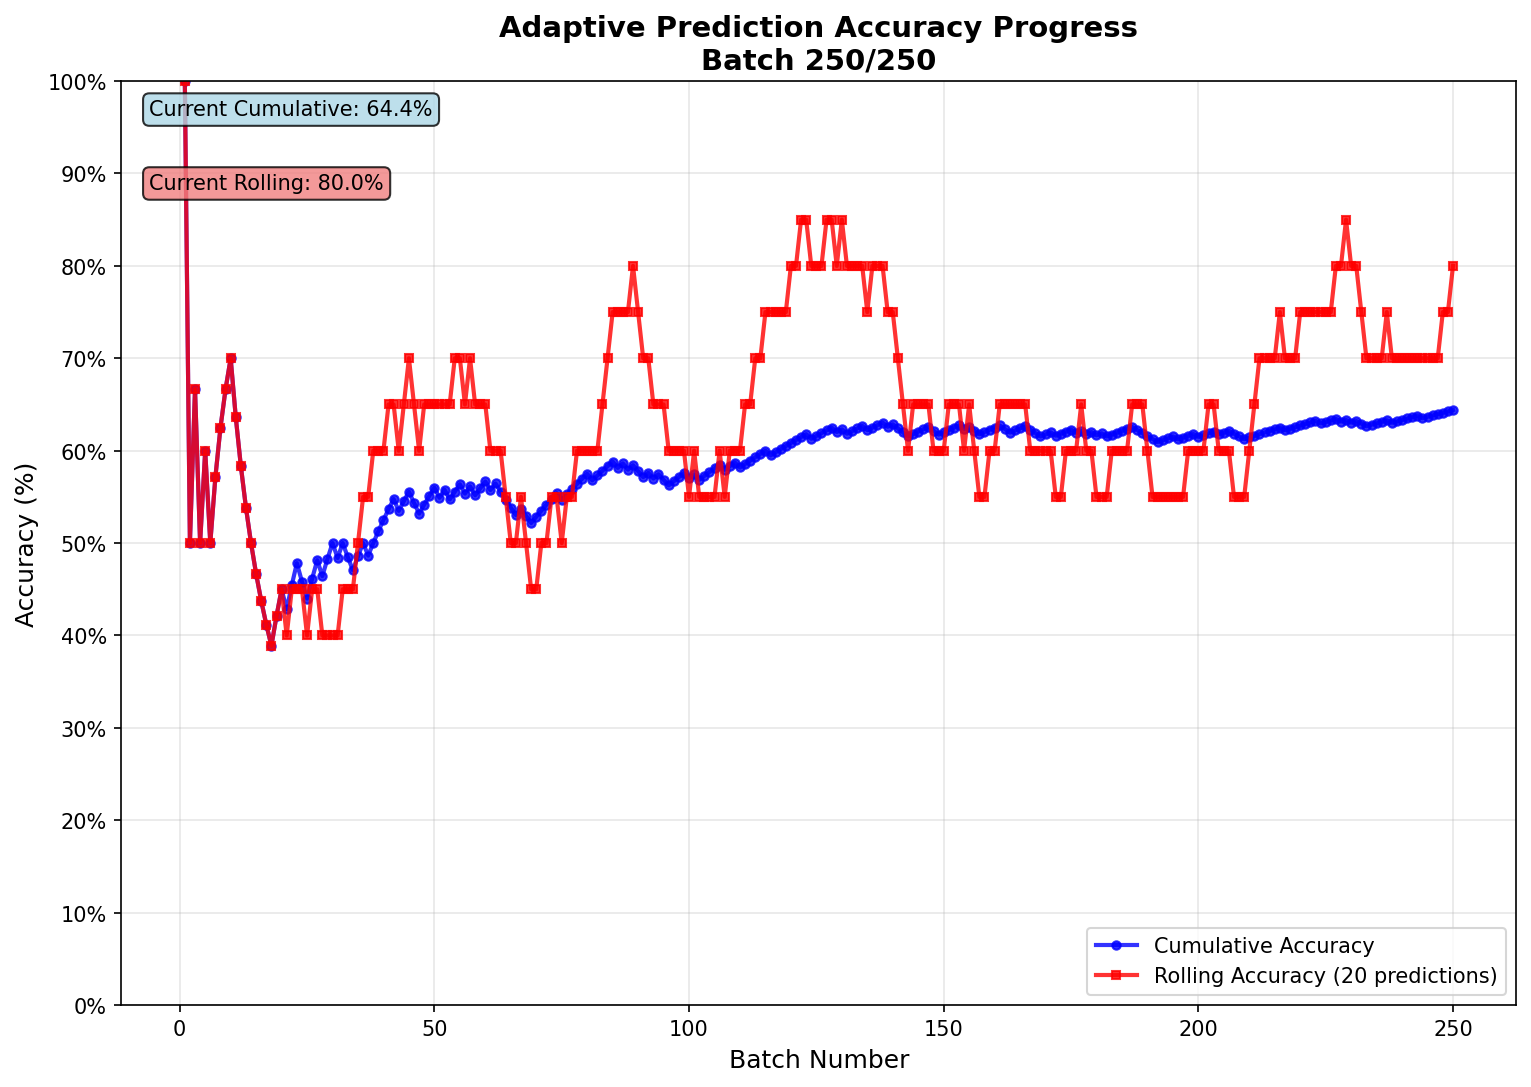 Adaptive Prediction Accuracy Progress
Batch 250/250
Current Cumulative: 64.4%
Current Rolling: 80.0%
Accuracy (%)
100%
90%
80%
70%
60%
50%
40%
30%
20%
10%
0%
0
50
100
150
200
250
Batch Number
Cumulative Accuracy
Rolling Accuracy (20 predictions)